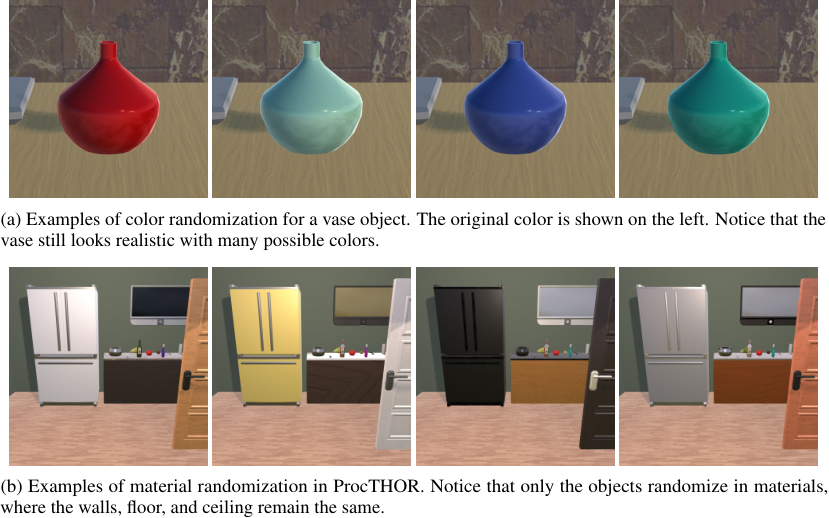 (a) Examples of color randomization for a vase object. The original color is shown on the left. Notice that the
vase still looks realistic with many possible colors.
(b) Examples of material randomization in ProcTHOR. Notice that only the objects randomize in materials,
where the walls, floor, and ceiling remain the same.